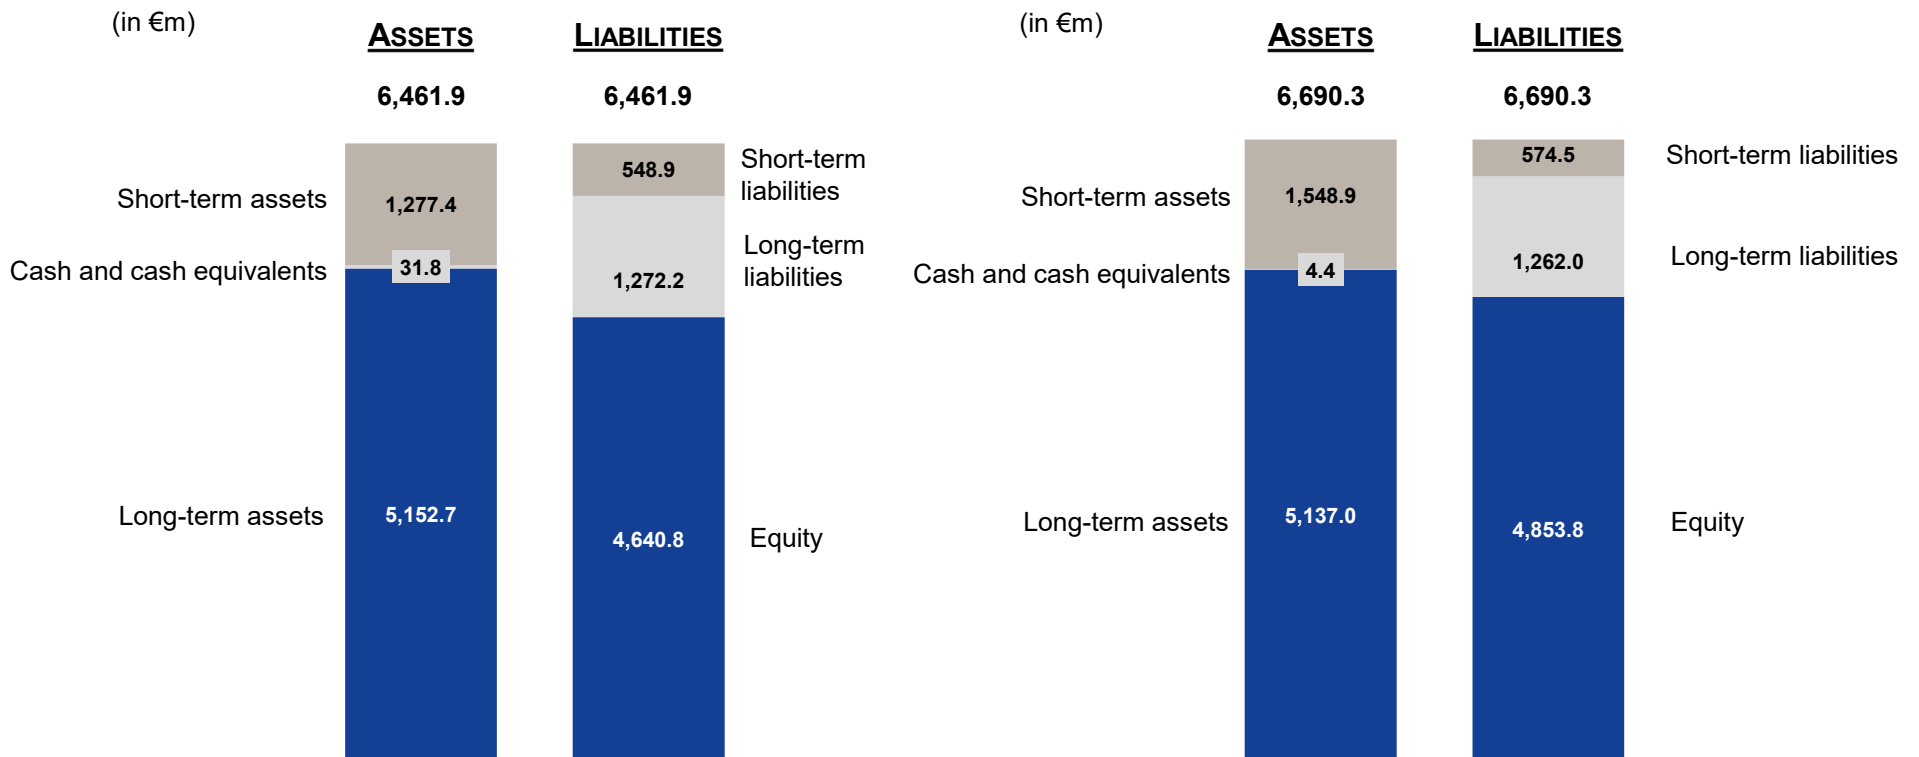 (in €m)
ASSETS
LIABILITIES
6,461.9
6,461.9
Short-term assets
1,277.4
548.9
Short-term
liabilities
Cash and cash equivalents
31.8
1,272.2
Long-term
liabilities
Long-term assets
5,152.7
4,640.8
Equity
(in €m)
ASSETS
LIABILITIES
6,690.3
6,690.3
Short-term assets
1,548.9
574.5
Short-term liabilities
Cash and cash equivalents
4.4
1,262.0
Long-term liabilities
Long-term assets
5,137.0
4,853.8
Equity